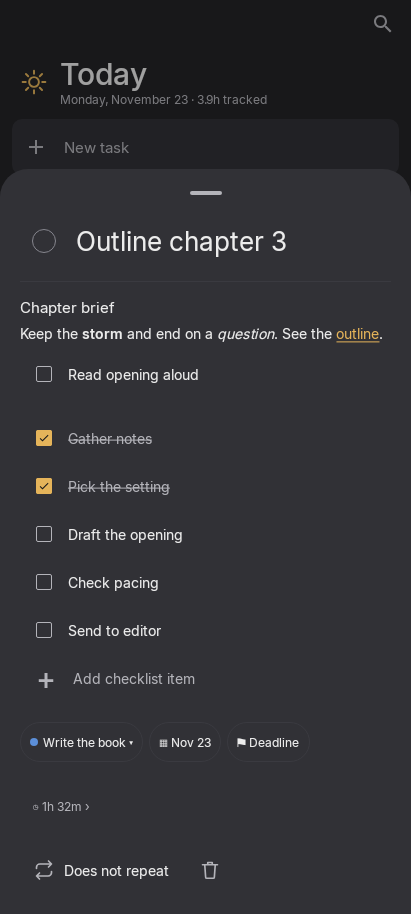 Today
Monday, November 23 · 3.9h tracked
New task
Outline chapter 3
Chapter brief
Keep the storm and end on a question. See the outline.
Read opening aloud
Gather notes
Pick the setting
Draft the opening
Check pacing
Send to editor
Add checklist item
Write the book
Nov 23
Deadline
1h 32m ›
Does not repeat